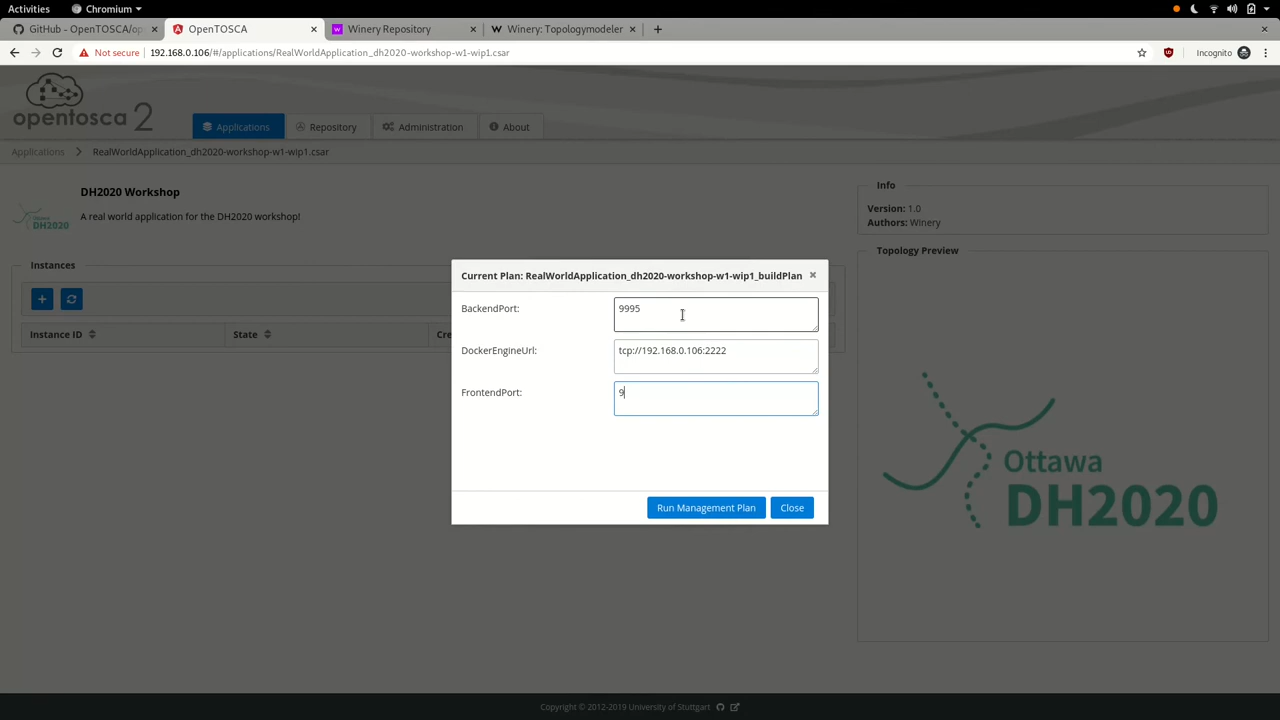 Activities Chromium
GitHub - OpenTOSCA/op
OpenTOSCA
Winery Repository
Winery: Topologymodeler
Not secure 192.168.0.106/#/applications/RealWorldApplication_dh2020-workshop-w1-wip1.csar
Incognito
opentosca 2
Applications
Repository
Administration
About
Applications
RealWorldApplication_dh2020-workshop-w1-wip1.csar
Ottawa
DH2020
DH2020 Workshop
A real world application for the DH2020 workshop!
Instances
Instance ID
State
Cre
Info
Version: 1.0
Authors: Winery
Topology Preview
Ottawa
DH2020
Current Plan: RealWorldApplication_dh2020-workshop-w1-wip1_buildPlan
BackendPort:
9995
DockerEngineUrl:
tcp://192.168.0.106:2222
FrontendPort:
9
Run Management Plan
Close
Copyright © 2012-2019 University of Stuttgart